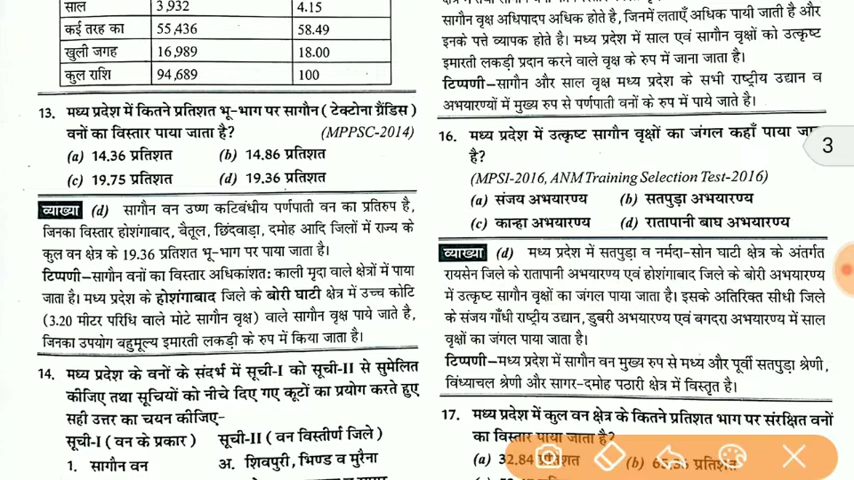 साल 3,932 4.15
कई तरह का 55,436 58.49
खुली जगह 16,989 18.00
कुल राशि 94,689 100
13. मध्य प्रदेश में कितने प्रतिशत भू-भाग पर सागौन ( टेक्टोना ग्रैंडिस )
वनों का विस्तार पाया जाता है? (MPPSC-2014)
(a) 14.36 प्रतिशत (b) 14.86 प्रतिशत
(c) 19.75 प्रतिशत (d) 19.36 प्रतिशत
व्याख्या (d) सागौन वन उष्ण कटिबंधीय पर्णपाती वन का प्रतिरुप है,
जिनका विस्तार होशंगाबाद, बैतूल, छिंदवाड़ा, दमोह आदि जिलों में राज्य के
कुल वन क्षेत्र के 19.36 प्रतिशत भू-भाग पर पाया जाता है।
टिप्पणी–सागौन वनों का विस्तार अधिकांशत: काली मृदा वाले क्षेत्रों में पाया
जाता है। मध्य प्रदेश के होशंगाबाद जिले के बोरी घाटी क्षेत्र में उच्च कोटि
(3.20 मीटर परिधि वाले मोटे सागौन वृक्ष) वाले सागौन वृक्ष पाये जाते है,
जिनका उपयोग बहुमूल्य इमारती लकड़ी के रुप में किया जाता है।
14. मध्य प्रदेश के वनों के संदर्भ में सूची-I को सूची-II से सुमेलित
कीजिए तथा सूचियों को नीचे दिए गए कूटों का प्रयोग करते हुए
सही उत्तर का चयन कीजिए–
सूची-I ( वन के प्रकार ) सूची-II ( वन विस्तीर्ण जिले )
1. सागौन वन अ. शिवपुरी, भिण्ड व मुरैना
सागौन वृक्ष अधिपादप अधिक होते है, जिनमें लताएँ अधिक पायी जाती है और
इनके पत्ते व्यापक होते है। मध्य प्रदेश में साल एवं सागौन वृक्षों को उत्कृष्ट
इमारती लकड़ी प्रदान करने वाले वृक्ष के रुप में जाना जाता है।
टिप्पणी–सागौन और साल वृक्ष मध्य प्रदेश के सभी राष्ट्रीय उद्यान व
अभयारण्यों में मुख्य रुप से पर्णपाती वनों के रुप में पाये जाते है।
16. मध्य प्रदेश में उत्कृष्ट सागौन वृक्षों का जंगल कहाँ पाया
है?
3
(MPSI-2016, ANM Training Selection Test-2016)
(a) संजय अभयारण्य (b) सतपुड़ा अभयारण्य
(c) कान्हा अभयारण्य (d) रातापानी बाघ अभयारण्य
व्याख्या (d) मध्य प्रदेश में सतपुड़ा व नर्मदा-सोन घाटी क्षेत्र के अंतर्गत
रायसेन जिले के रातापानी अभयारण्य एवं होशंगाबाद जिले के बोरी अभयारण्य
में उत्कृष्ट सागौन वृक्षों का जंगल पाया जाता है। इसके अतिरिक्त सीधी जिले
के संजय गाँधी राष्ट्रीय उद्यान, डुबरी अभयारण्य एवं बगदरा अभयारण्य में साल
वृक्षों का जंगल पाया जाता है।
टिप्पणी–मध्य प्रदेश में सागौन वन मुख्य रुप से मध्य और पूर्वी सतपुड़ा श्रेणी,
विंध्याचल श्रेणी और सागर-दमोह पठारी क्षेत्र में विस्तृत है।
17. मध्य प्रदेश में कुल वन क्षेत्र के कितने प्रतिशत भाग पर संरक्षित वनों
का विस्तार पाया जाता है?
(a) 32.84 प्रतिशत (b) 65.36 प्रतिशत